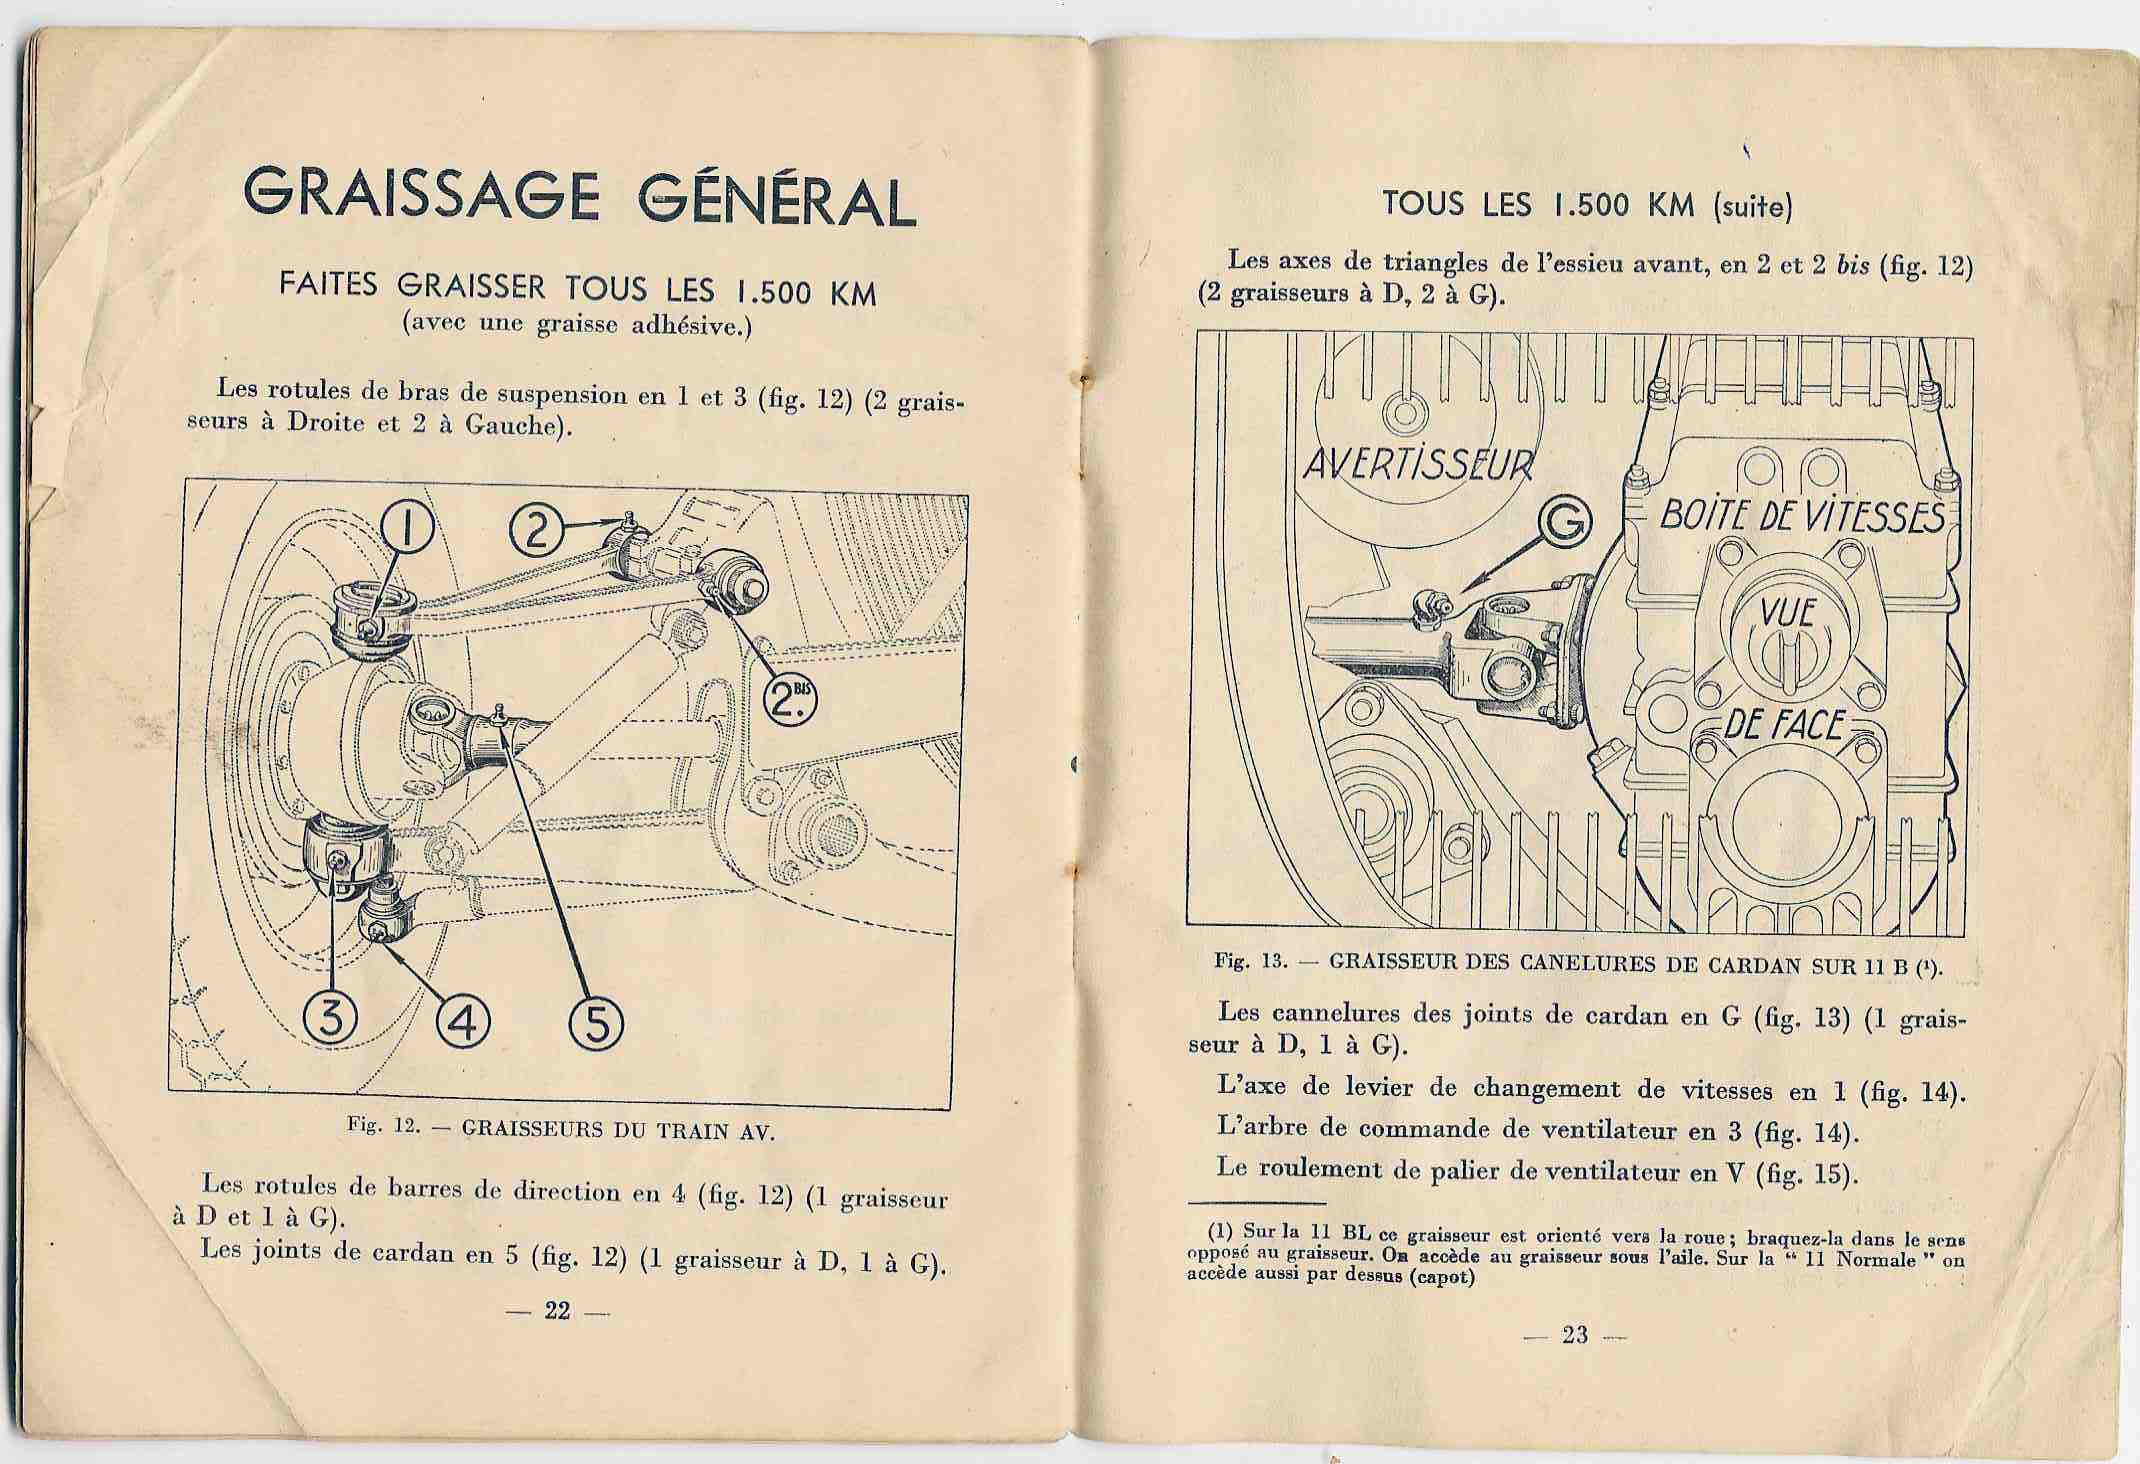 GRAISSAGE GÉNÉRAL
FAITES GRAISSER TOUS LES 1.500 KM
(avec une graisse adhésive.)
Les rotules de bras de suspension en 1 et 3 (fig. 12) (2 grais-
seurs à Droite et 2 à Gauche).
1
2
2 BIS.
3
4
5
Fig. 12. — GRAISSEURS DU TRAIN AV.
Les rotules de barres de direction en 4 (fig. 12) (1 graisseur
à D et 1 à G).
Les joints de cardan en 5 (fig. 12) (1 graisseur à D, 1 à G).
— 22 —
TOUS LES 1.500 KM (suite)
Les axes de triangles de l'essieu avant, en 2 et 2 bis (fig. 12)
(2 graisseurs à D, 2 à G).
AVERTISSEUR
G
BOITE DE VITESSES
VUE
DE FACE
Fig. 13. — GRAISSEUR DES CANELURES DE CARDAN SUR 11 B (¹).
Les cannelures des joints de cardan en G (fig. 13) (1 grais-
seur à D, 1 à G).
L'axe de levier de changement de vitesses en 1 (fig. 14).
L'arbre de commande de ventilateur en 3 (fig. 14).
Le roulement de palier de ventilateur en V (fig. 15).
(1) Sur la 11 BL ce graisseur est orienté vers la roue; braquez-la dans le sens
opposé au graisseur. On accède au graisseur sous l'aile. Sur la “ 11 Normale ” on
accède aussi par dessus (capot)
— 23 —